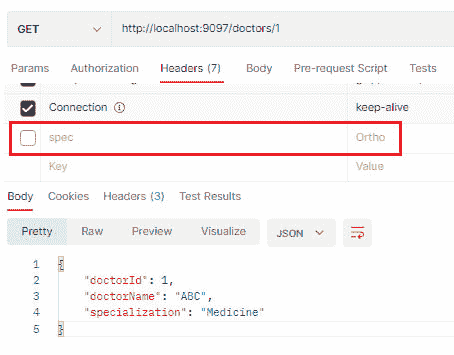 GET http://localhost:9097/doctors/1
Params Authorization Headers (7) Body Pre-request Script Tests
Connection keep-alive
spec Ortho
Key Value
Body Cookies Headers (3) Test Results
Pretty Raw Preview Visualize JSON
1 {
2 "doctorId": 1,
3 "doctorName": "ABC",
4 "specialization": "Medicine"
5 }